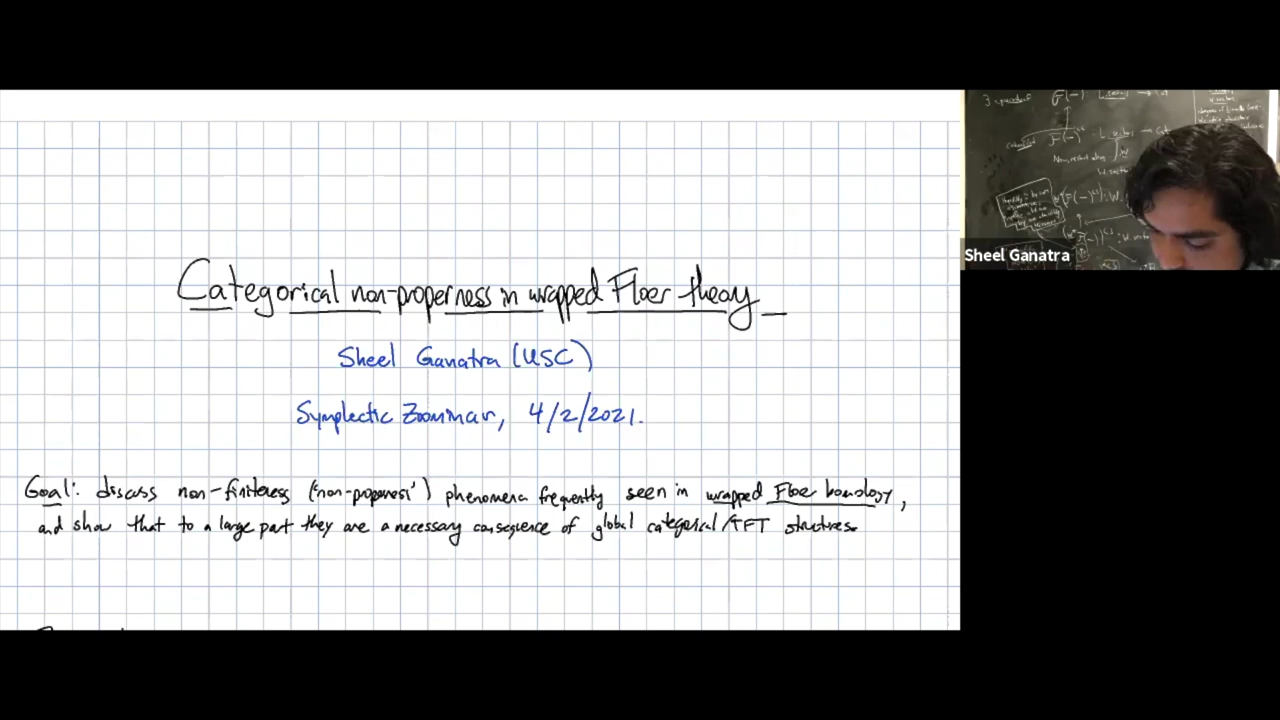 Categorical non-properness in wrapped Floer theory
Sheel Ganatra (USC)
Symplectic Zoominar, 4/2/2021.
Goal: discuss non-finiteness ('non-properness') phenomena frequently seen in wrapped Floer homology,
and show that to a large part they are a necessary consequence of global categorical/TFT structures
Sheel Ganatra